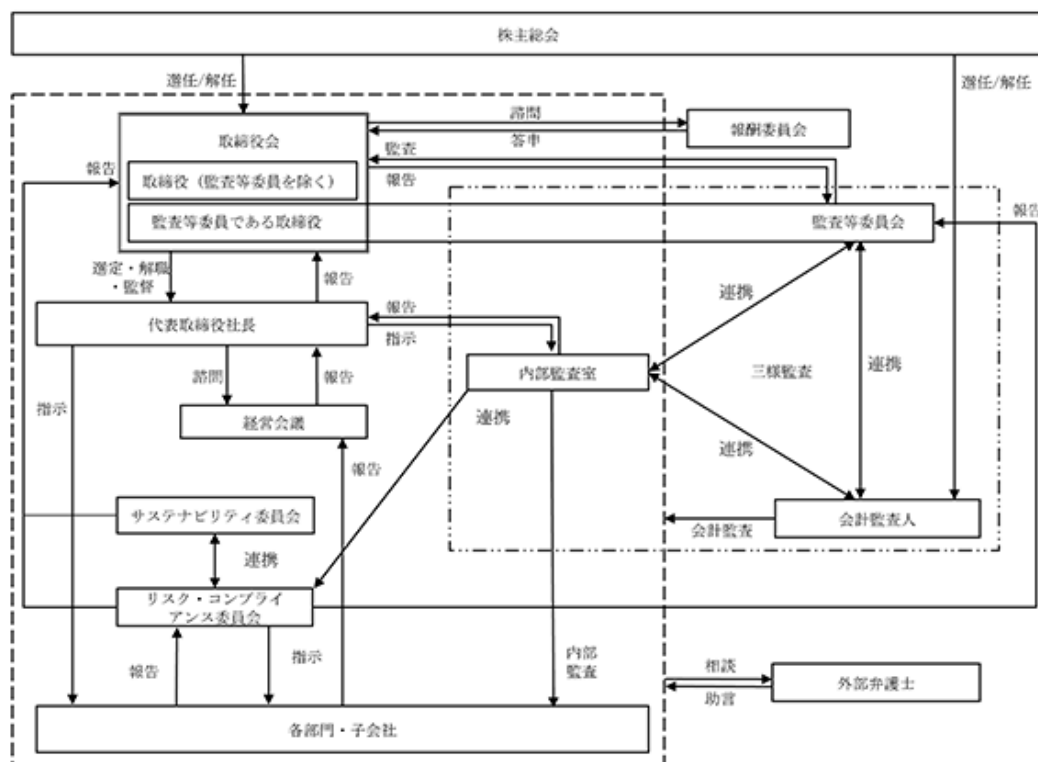 株主総会
選任/解任
選任/解任
取締役会
諮問
報酬委員会
答申
監査
報告
取締役（監査等委員を除く）
報告
監査等委員である取締役
監査等委員会
報告
選定・解職
・監督
報告
連携
代表取締役社長
報告
指示
内部監査室
三様監査
連携
諮問
報告
指示
経営会議
連携
連携
報告
サステナビリティ委員会
会計監査人
会計監査
連携
リスク・コンプライ
アンス委員会
報告
指示
内部
監査
相談
外部弁護士
助言
各部門・子会社